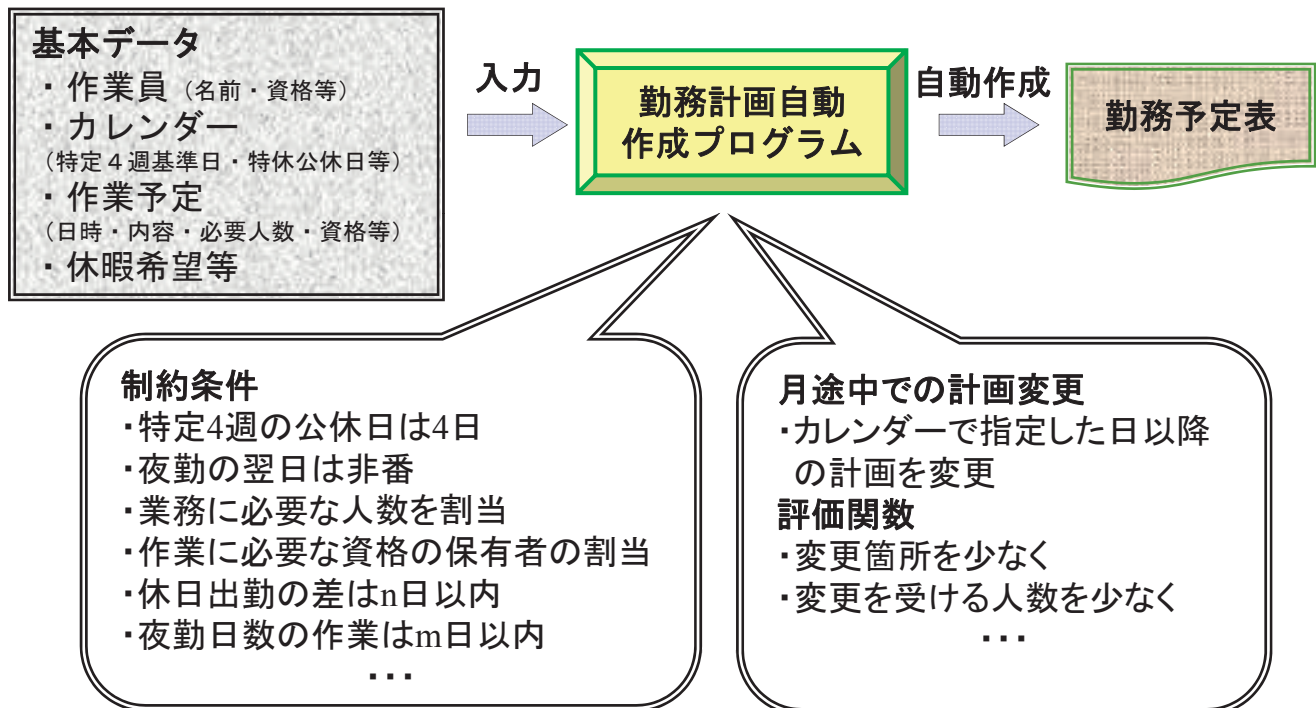 基本データ
・作業員（名前・資格等）
・カレンダー
（特定４週基準日・特休公休日等）
・作業予定
（日時・内容・必要人数・資格等）
・休暇希望等
入力
勤務計画自動
作成プログラム
自動作成
勤務予定表
制約条件
・特定4週の公休日は4日
・夜勤の翌日は非番
・業務に必要な人数を割当
・作業に必要な資格の保有者の割当
・休日出勤の差はn日以内
・夜勤日数の作業はm日以内
・・・
月途中での計画変更
・カレンダーで指定した日以降
の計画を変更
評価関数
・変更箇所を少なく
・変更を受ける人数を少なく
・・・